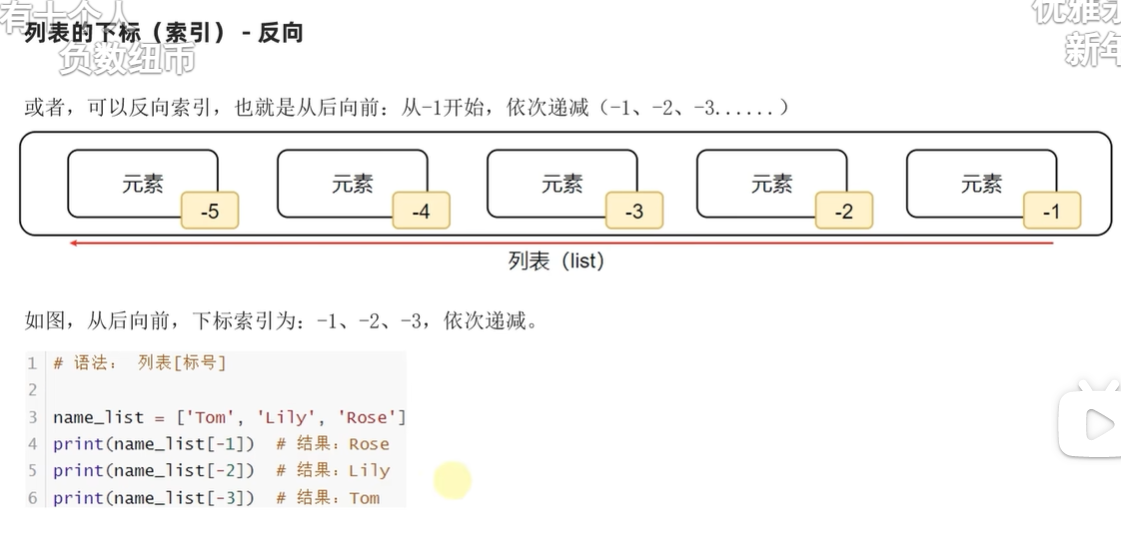 有十个人
优雅永
列表的下标（索引） - 反向
负数纽币
新年
或者，可以反向索引，也就是从后向前：从-1开始，依次递减（-1、-2、-3......）
元素 元素 元素 元素 元素
-5 -4 -3 -2 -1
列表（list）
如图，从后向前，下标索引为：-1、-2、-3，依次递减。
1 # 语法： 列表[标号]
2
3 name_list = ['Tom', 'Lily', 'Rose']
4 print(name_list[-1])  # 结果：Rose
5 print(name_list[-2])  # 结果：Lily
6 print(name_list[-3])  # 结果：Tom